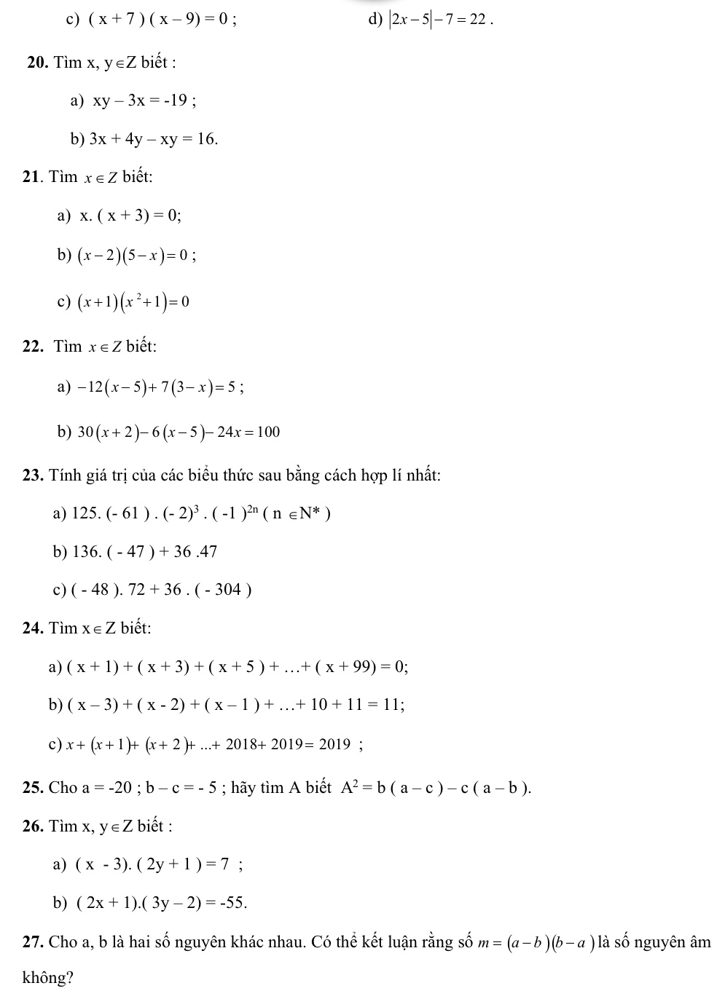 c) ( x + 7 ) ( x – 9) = 0 ; d) |2x – 5| – 7 = 22 .
20. Tìm x, y ∈ Z biết :
a) xy – 3x = -19 ;
b) 3x + 4y – xy = 16.
21. Tìm x ∈ Z biết:
a) x. ( x + 3) = 0;
b) (x – 2)(5 – x) = 0 ;
c) (x + 1)(x² + 1) = 0
22. Tìm x ∈ Z biết:
a) –12(x – 5) + 7(3 – x) = 5 ;
b) 30(x + 2) – 6(x – 5) – 24x = 100
23. Tính giá trị của các biểu thức sau bằng cách hợp lí nhất:
a) 125. (- 61 ) . (- 2)³ . ( -1 )²ⁿ ( n ∈ N* )
b) 136. ( - 47 ) + 36 .47
c) ( - 48 ). 72 + 36 . ( - 304 )
24. Tìm x ∈ Z biết:
a) ( x + 1) + ( x + 3) + ( x + 5 ) + …+ ( x + 99) = 0;
b) ( x – 3) + ( x - 2) + ( x – 1 ) + …+ 10 + 11 = 11;
c) x + (x + 1) + (x + 2) + ...+ 2018 + 2019 = 2019 ;
25. Cho a = -20 ; b – c = - 5 ; hãy tìm A biết A² = b ( a – c ) – c ( a – b ).
26. Tìm x, y ∈ Z biết :
a) ( x - 3). ( 2y + 1 ) = 7 ;
b) ( 2x + 1).( 3y – 2) = -55.
27. Cho a, b là hai số nguyên khác nhau. Có thể kết luận rằng số m = (a – b)(b – a) là số nguyên âm
không?